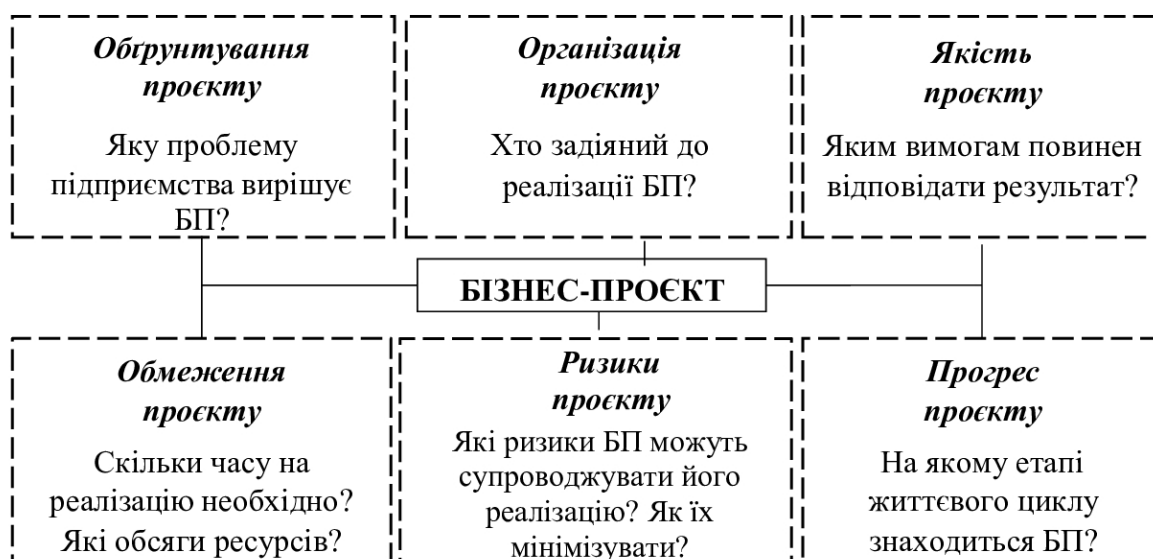 Обґрунтування
проєкту
Яку проблему
підприємства вирішує
БП?
Організація
проєкту
Хто задіяний до
реалізації БП?
Якість
проєкту
Яким вимогам повинен
відповідати результат?
БІЗНЕС-ПРОЄКТ
Обмеження
проєкту
Скільки часу на
реалізацію необхідно?
Які обсяги ресурсів?
Ризики
проєкту
Які ризики БП можуть
супроводжувати його
реалізацію? Як їх
мінімізувати?
Прогрес
проєкту
На якому етапі
життєвого циклу
знаходиться БП?